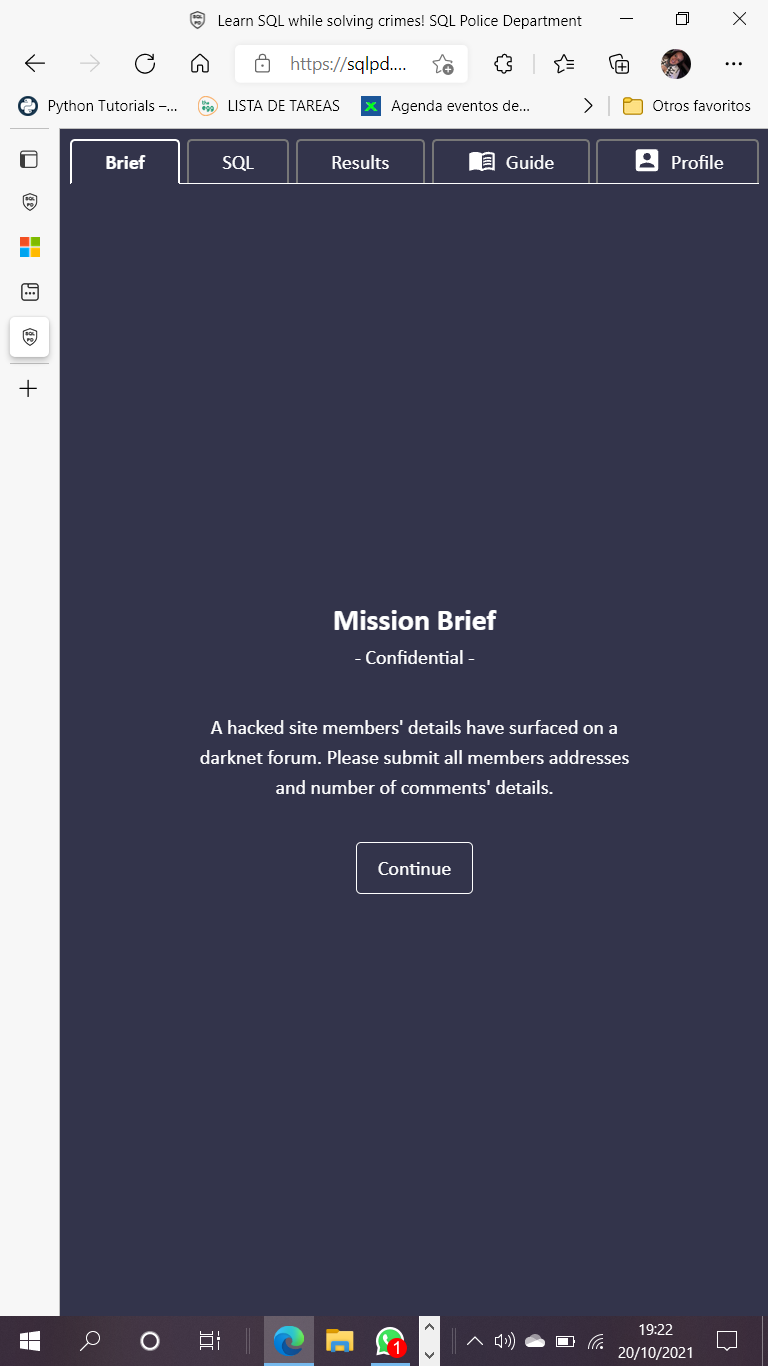 Learn SQL while solving crimes! SQL Police Department
https://sqlpd....
Python Tutorials –... LISTA DE TAREAS Agenda eventos de... Otros favoritos
Brief SQL Results Guide Profile
Mission Brief
- Confidential -
A hacked site members' details have surfaced on a
darknet forum. Please submit all members addresses
and number of comments' details.
Continue
1
19:22
20/10/2021